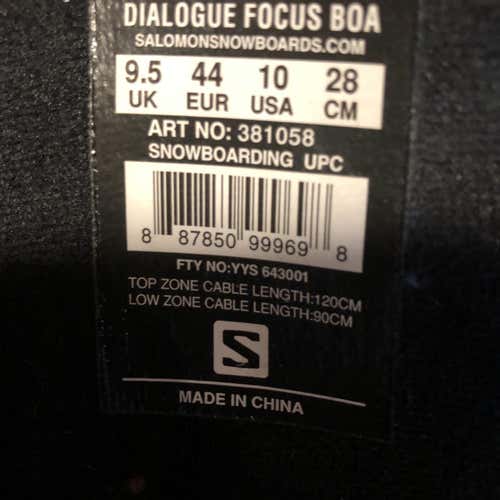 DIALOGUE FOCUS BOA
SALOMONSNOWBOARDS.COM
9.5 44 10 28
UK EUR USA CM
ART NO: 381058
SNOWBOARDING UPC
8 87850 99969 8
FTY NO:YYS 643001
TOP ZONE CABLE LENGTH:120CM
LOW ZONE CABLE LENGTH:90CM
S
MADE IN CHINA